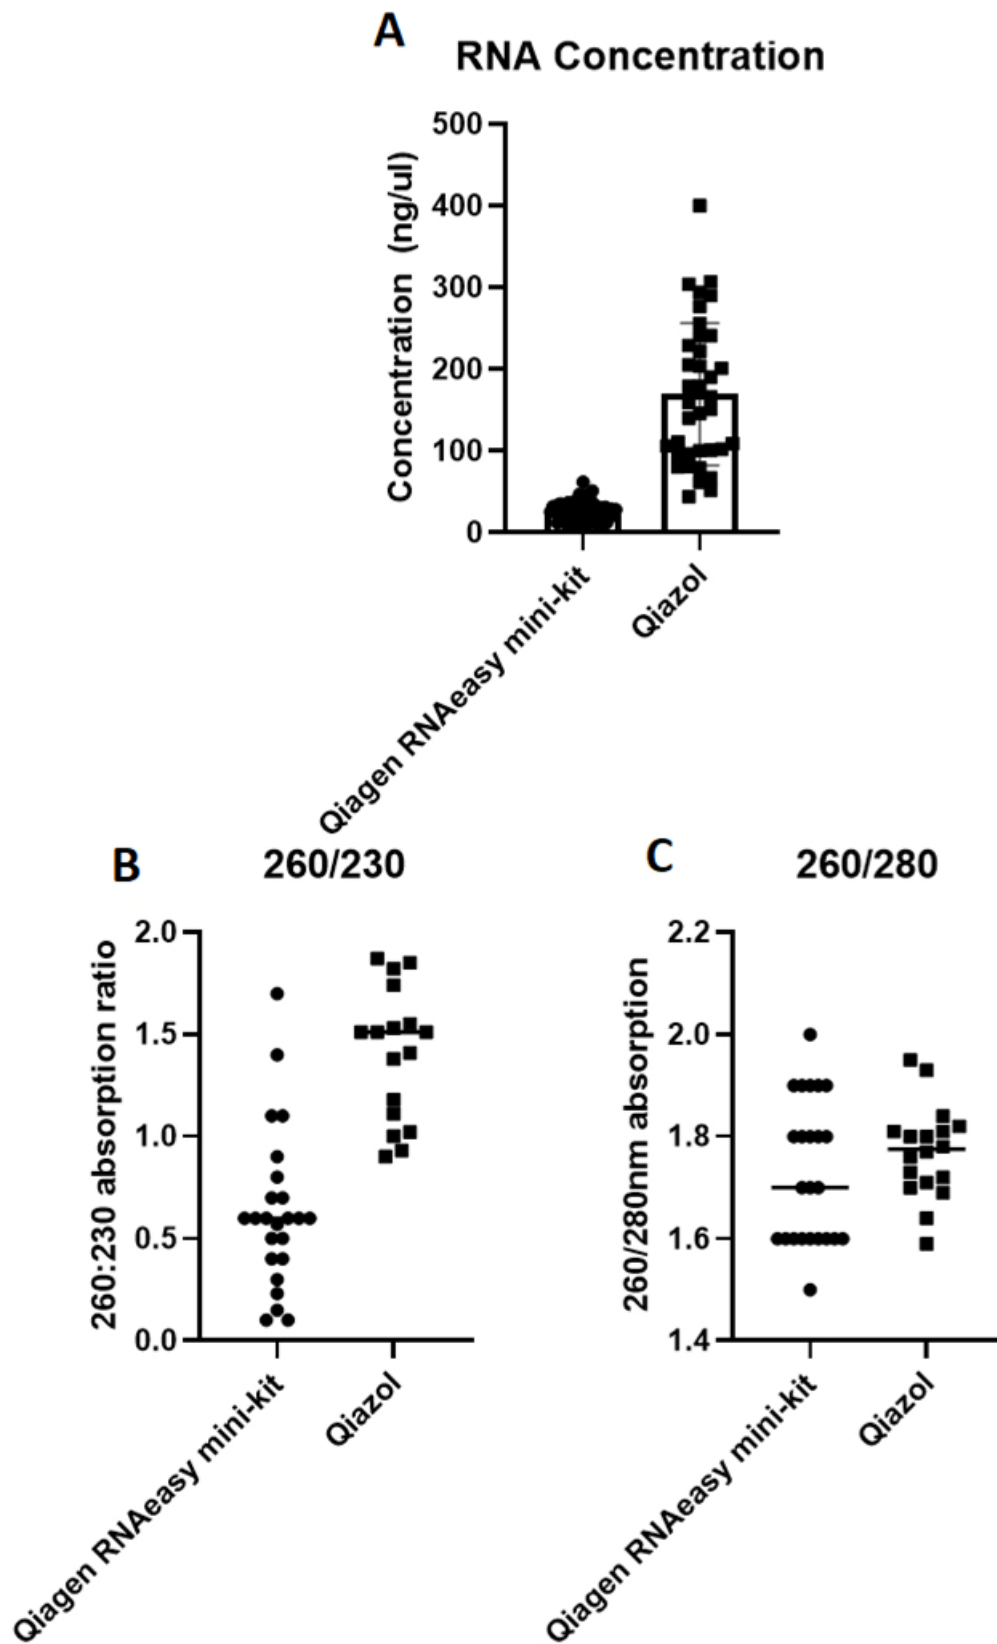 A
RNA Concentration
Concentration (ng/ul)
500
400
300
200
100
0
Qiagen RNAeasy mini-kit
Qiazol
B
260/230
260:230 absorption ratio
2.0
1.5
1.0
0.5
0.0
Qiagen RNAeasy mini-kit
Qiazol
C
260/280
260/280nm absorption
2.2
2.0
1.8
1.6
1.4
Qiagen RNAeasy mini-kit
Qiazol